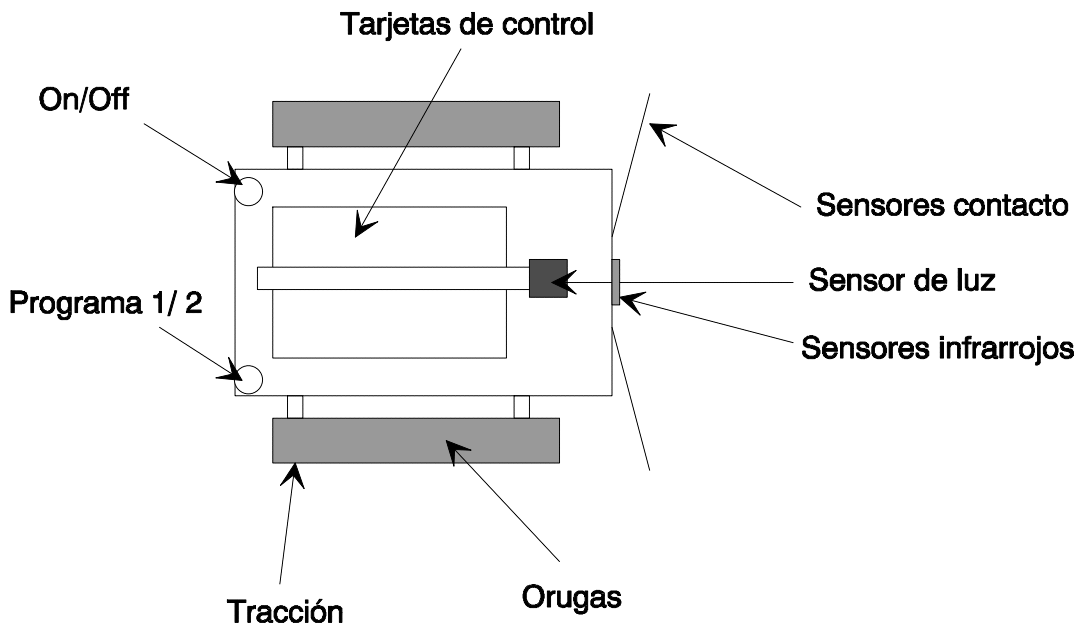 Tarjetas de control
On/Off
Sensores contacto
Sensor de luz
Programa 1/ 2
Sensores infrarrojos
Orugas
Tracción